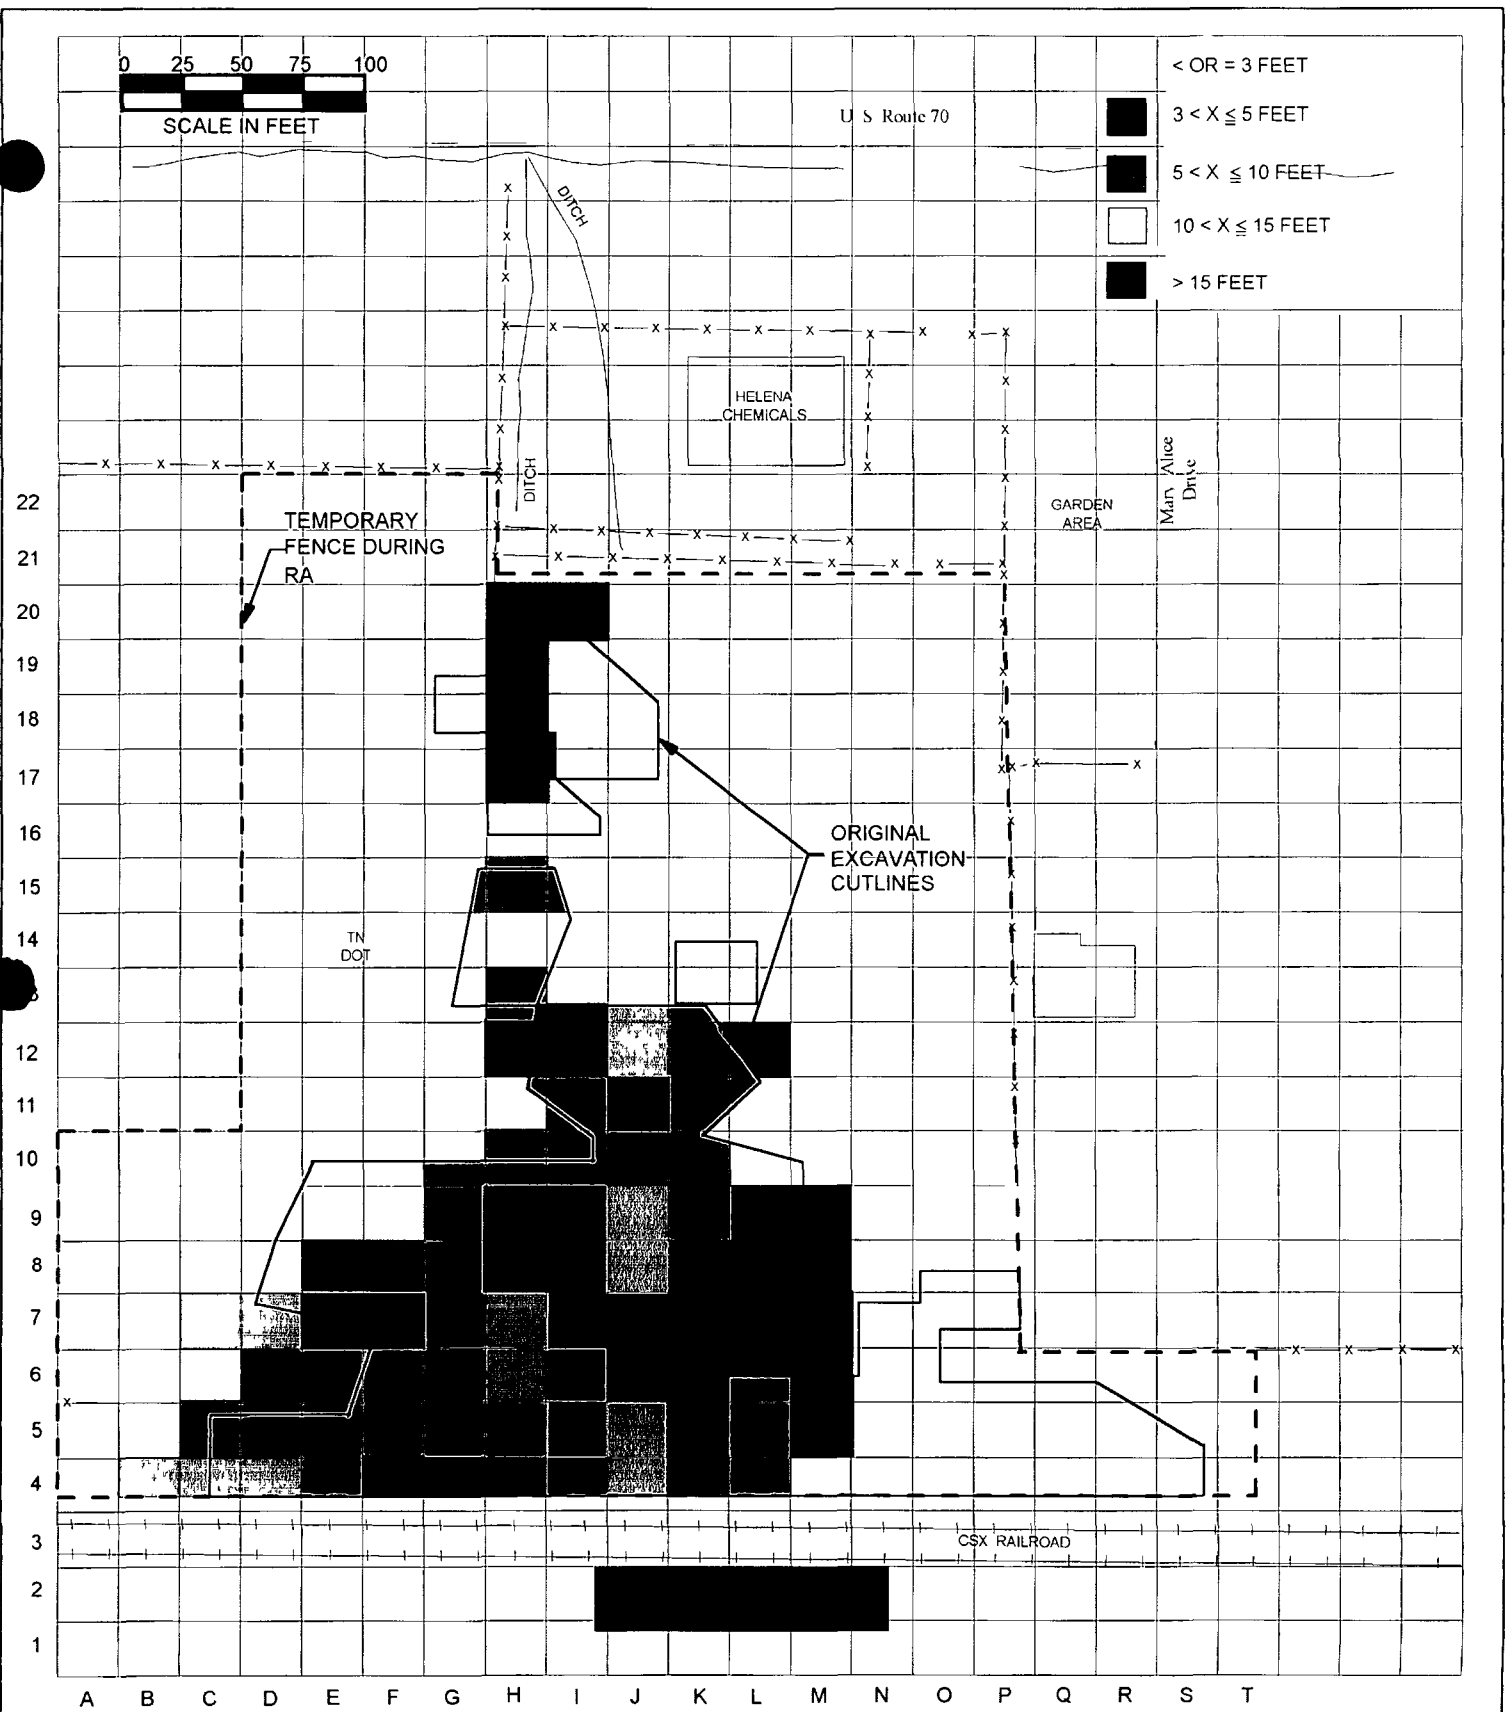 0 25 50 75 100
SCALE IN FEET
< OR = 3 FEET
3 < X ≦ 5 FEET
5 < X ≦ 10 FEET
10 < X ≦ 15 FEET
> 15 FEET
U S Route 70
DITCH
HELENA
CHEMICALS
DITCH
Mary Alice
Drive
GARDEN
AREA
TEMPORARY
FENCE DURING
RA
ORIGINAL
EXCAVATION
CUTLINES
TN
DOT
CSX RAILROAD
22
21
20
19
18
17
16
15
14
12
11
10
9
8
7
6
5
4
3
2
1
A B C D E F G H I J K L M N O P Q R S T